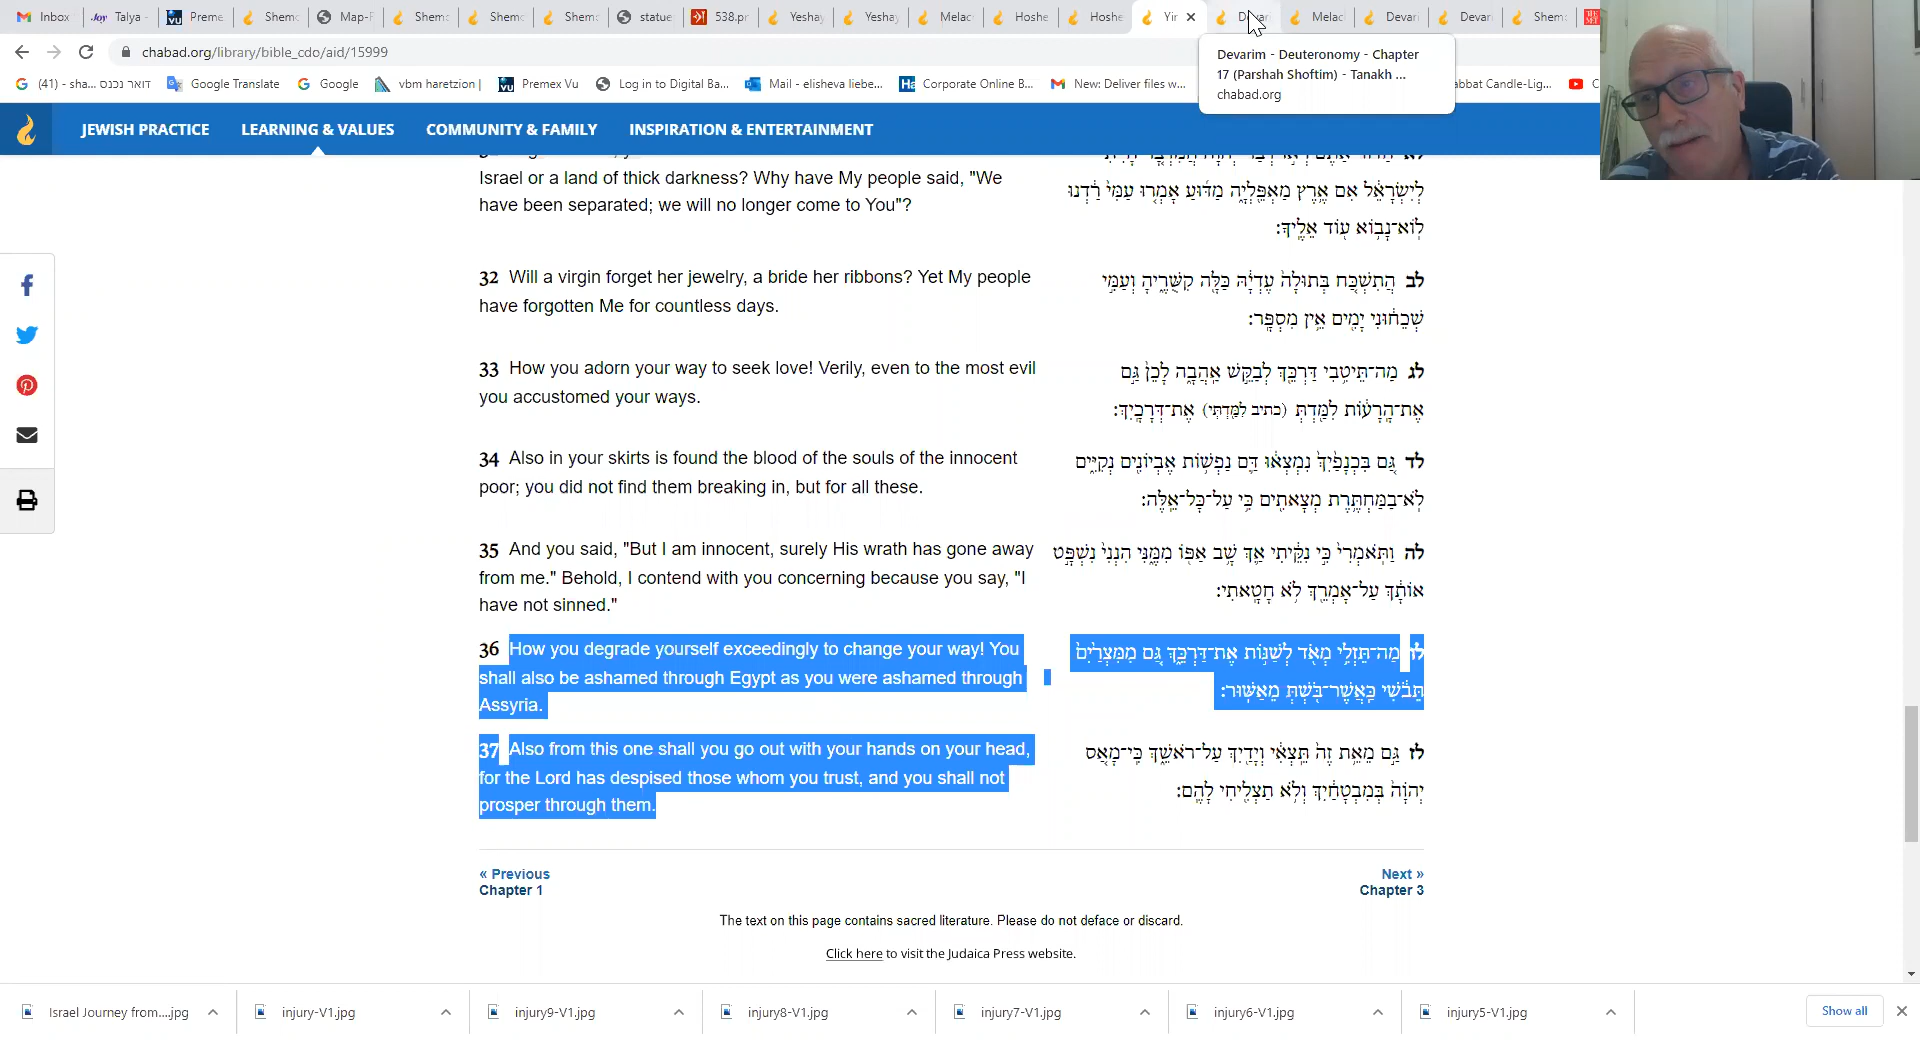 Inbox
Joy Talya -
Preme
Shemo
Map-F
Shemo
Shemo
Shemo
statue
538.pr
Yeshay
Yeshay
Melac
Hoshe
Hoshe
Yir
Devar
Melach
Devari
Devari
Shemo
chabad.org/library/bible_cdo/aid/15999
Devarim - Deuteronomy - Chapter
17 (Parshah Shoftim) - Tanakh ...
chabad.org
(41) - sha... דואר נכנס
Google Translate
Google
vbm haretzion |
Premex Vu
Log in to Digital Ba...
Mail - elisheva liebe...
Corporate Online B...
New: Deliver files w...
abbat Candle-Lig...
JEWISH PRACTICE
LEARNING & VALUES
COMMUNITY & FAMILY
INSPIRATION & ENTERTAINMENT
Israel or a land of thick darkness? Why have My people said, "We
have been separated; we will no longer come to You"?
לְיִשְׂרָאֵ֔ל אִ֛ם אֶ֥רֶץ מַאְפֵּ֖לְיָ֑ה מַדּ֜וּעַ אָמְר֤וּ עַמִּי֙ רַ֔דְנוּ
לֽוֹא־נָב֥וֹא ע֖וֹד אֵלֶֽיךָ:
32 Will a virgin forget her jewelry, a bride her ribbons? Yet My people
have forgotten Me for countless days.
לב הֲתִשְׁכַּ֚ח בְּתוּלָה֙ עֶדְיָ֔הּ כַּלָּ֖ה קִשֻּׁרֶ֑יהָ וְעַמִּ֣י
שְׁכֵח֔וּנִי יָמִ֖ים אֵ֥ין מִסְפָּֽר:
33 How you adorn your way to seek love! Verily, even to the most evil
you accustomed your ways.
לג מַה־תֵּיטִ֥בִי דַּרְכֵּ֖ךְ לְבַקֵּ֣שׁ אַֽהֲבָ֑ה לָכֵן֙ גַּ֣ם
אֶת־הָֽרָע֔וֹת לִמַּ֖דְתְּ (כתיב לִמַּ֖דְתִּי) אֶת־דְּרָכָֽיִךְ:
34 Also in your skirts is found the blood of the souls of the innocent
poor; you did not find them breaking in, but for all these.
לד גַּ֚ם בִּכְנָפַ֙יִךְ֙ נִמְצְא֔וּ דַּ֛ם נַפְשׁ֥וֹת אֶבְיוֹנִ֖ים נְקִיִּ֑ים
לֹֽא־בַמַּחְתֶּ֥רֶת מְצָאתִ֖ים כִּ֥י עַל־כָּל־אֵֽלֶּה:
35 And you said, "But I am innocent, surely His wrath has gone away
from me." Behold, I contend with you concerning because you say, "I
have not sinned."
לה וַתֹּֽאמְרִי֙ כִּ֣י נִקֵּ֔יתִי אַ֛ךְ שָׁ֥ב אַפּ֖וֹ מִמֶּ֑נִּי הִנְנִי֙ נִשְׁפָּ֣ט
אוֹתָ֔ךְ עַל־אָמְרֵ֖ךְ לֹ֥א חָטָֽאתִי:
36 How you degrade yourself exceedingly to change your way! You
shall also be ashamed through Egypt as you were ashamed through
Assyria.
לו מַה־תֵּזְלִ֥י מְאֹ֖ד לְשַׁנּ֣וֹת אֶת־דַּרְכֵּ֑ךְ גַּ֚ם מִמִּצְרַ֙יִם֙
תֵּבֹ֔שִׁי כַּֽאֲשֶׁר־בֹּ֖שְׁתְּ מֵאַשּֽׁוּר:
37 Also from this one shall you go out with your hands on your head,
for the Lord has despised those whom you trust, and you shall not
prosper through them.
לז גַּ֣ם מֵאֵ֥ת זֶה֙ תֵּֽצְאִ֔י וְיָדַ֖יִךְ עַל־רֹאשֵׁ֑ךְ כִּֽי־מָאַ֚ס
יְהוָֹה֙ בְּמִבְטָחַ֔יִךְ וְלֹ֥א תַצְלִ֖יחִי לָהֶֽם:
« Previous
Chapter 1
Next »
Chapter 3
The text on this page contains sacred literature. Please do not deface or discard.
Click here to visit the Judaica Press website.
Israel Journey from....jpg
injury-V1.jpg
injury9-V1.jpg
injury8-V1.jpg
injury7-V1.jpg
injury6-V1.jpg
injury5-V1.jpg
Show all